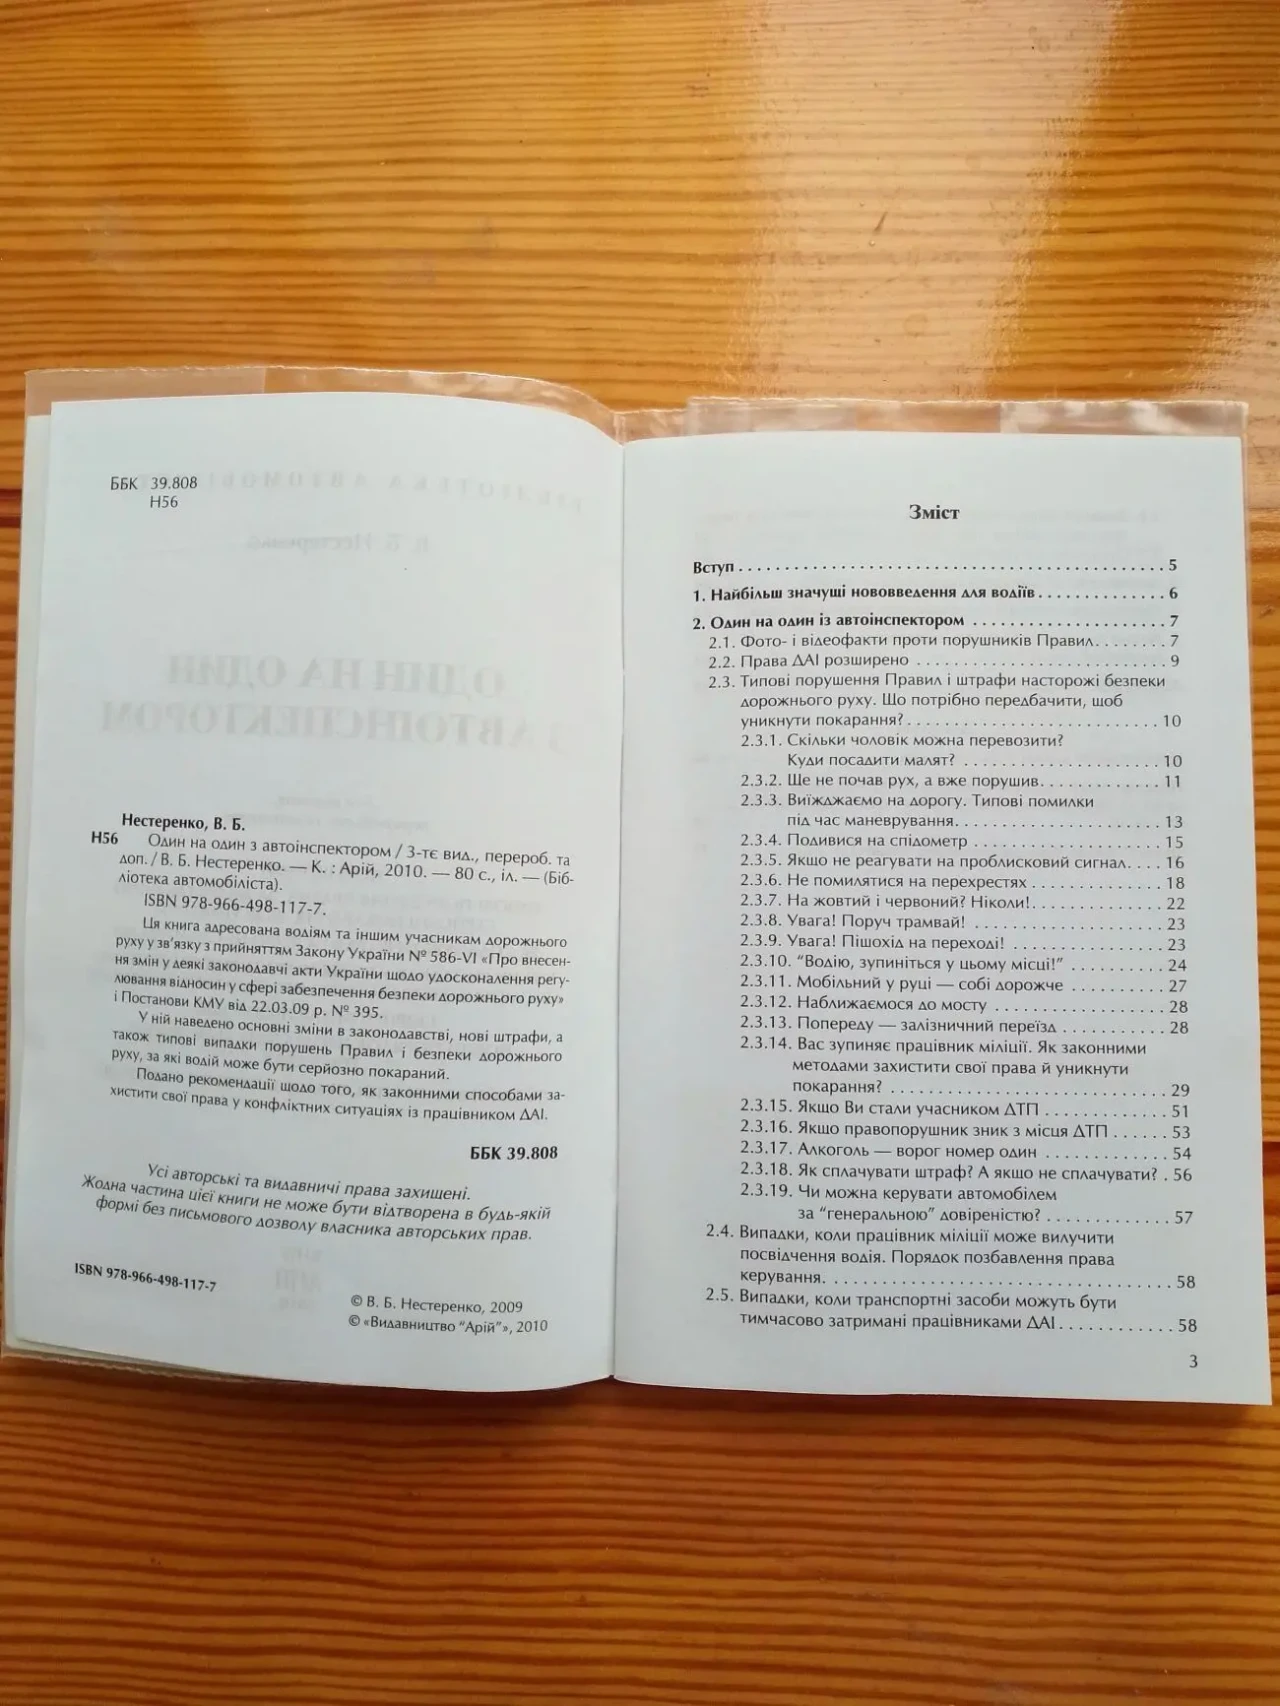 ББК 39.808
Н56
Нестеренко, В. Б.
Н56 Один на один з автоінспектором / 3-тє вид., перероб. та
доп. / В. Б. Нестеренко. — К. : Арій, 2010. — 80 с., іл. — (Біб-
ліотека автомобіліста).
ISBN 978-966-498-117-7.
Ця книга адресована водіям та іншим учасникам дорожнього
руху у зв’язку з прийняттям Закону України № 586-VI «Про внесен-
ня змін у деякі законодавчі акти України щодо удосконалення регу-
лювання відносин у сфері забезпечення безпеки дорожнього руху»
і Постанови КМУ від 22.03.09 р. № 395.
У ній наведено основні зміни в законодавстві, нові штрафи, а
також типові випадки порушень Правил і безпеки дорожнього
руху, за які водій може бути серйозно покараний.
Подано рекомендації щодо того, як законними способами за-
хистити свої права у конфліктних ситуаціях із працівником ДАІ.
ББК 39.808
Усі авторські та видавничі права захищені.
Жодна частина цієї книги не може бути відтворена в будь-якій
формі без письмового дозволу власника авторських прав.
ISBN 978-966-498-117-7
© В. Б. Нестеренко, 2009
© «Видавництво “Арій”», 2010
Зміст
Вступ . . . . . . . . . . . . . . . . . . . . . . . . . . . . . . 5
1. Найбільш значущі нововведення для водіїв . . . . . . . . . . . . . . 6
2. Один на один із автоінспектором . . . . . . . . . . . . . . . . . . . . . 7
2.1. Фото- і відеофакти проти порушників Правил. . . . . . . . 7
2.2. Права ДАІ розширено . . . . . . . . . . . . . . . . . . . . . . . . . 9
2.3. Типові порушення Правил і штрафи насторожі безпеки
дорожнього руху. Що потрібно передбачити, щоб
уникнути покарання? . . . . . . . . . . . . . . . . . . . . . . . . . 10
2.3.1. Скільки чоловік можна перевозити?
Куди посадити малят? . . . . . . . . . . . . . . . . . . . . 10
2.3.2. Ще не почав рух, а вже порушив. . . . . . . . . . . . . 11
2.3.3. Виїжджаємо на дорогу. Типові помилки
під час маневрування. . . . . . . . . . . . . . . . . . . . . 13
2.3.4. Подивися на спідометр . . . . . . . . . . . . . . . . . . . 15
2.3.5. Якщо не реагувати на проблисковий сигнал. . . . 16
2.3.6. Не помилятися на перехрестях . . . . . . . . . . . . . 18
2.3.7. На жовтий і червоний? Ніколи!. . . . . . . . . . . . . . 22
2.3.8. Увага! Поруч трамвай! . . . . . . . . . . . . . . . . . . . 23
2.3.9. Увага! Пішохід на переході! . . . . . . . . . . . . . . . . 23
2.3.10. “Водію, зупиніться у цьому місці!” . . . . . . . . . . 24
2.3.11. Мобільний у руці — собі дорожче . . . . . . . . . . . 27
2.3.12. Наближаємося до мосту . . . . . . . . . . . . . . . . . . 28
2.3.13. Попереду — залізничний переїзд . . . . . . . . . . . . 28
2.3.14. Вас зупиняє працівник міліції. Як законними
методами захистити свої права й уникнути
покарання? . . . . . . . . . . . . . . . . . . . . . . . . . . . . . 29
2.3.15. Якщо Ви стали учасником ДТП . . . . . . . . . . . . . 51
2.3.16. Якщо правопорушник зник з місця ДТП . . . . . . 53
2.3.17. Алкоголь — ворог номер один . . . . . . . . . . . . . 54
2.3.18. Як сплачувати штраф? А якщо не сплачувати? . 56
2.3.19. Чи можна керувати автомобілем
за “генеральною” довіреністю? . . . . . . . . . . . . . 57
2.4. Випадки, коли працівник міліції може вилучити
посвідчення водія. Порядок позбавлення права
керування. . . . . . . . . . . . . . . . . . . . . . . . . . . . . . . . . . . 58
2.5. Випадки, коли транспортні засоби можуть бути
тимчасово затримані працівниками ДАІ . . . . . . . . . . . . 58
3